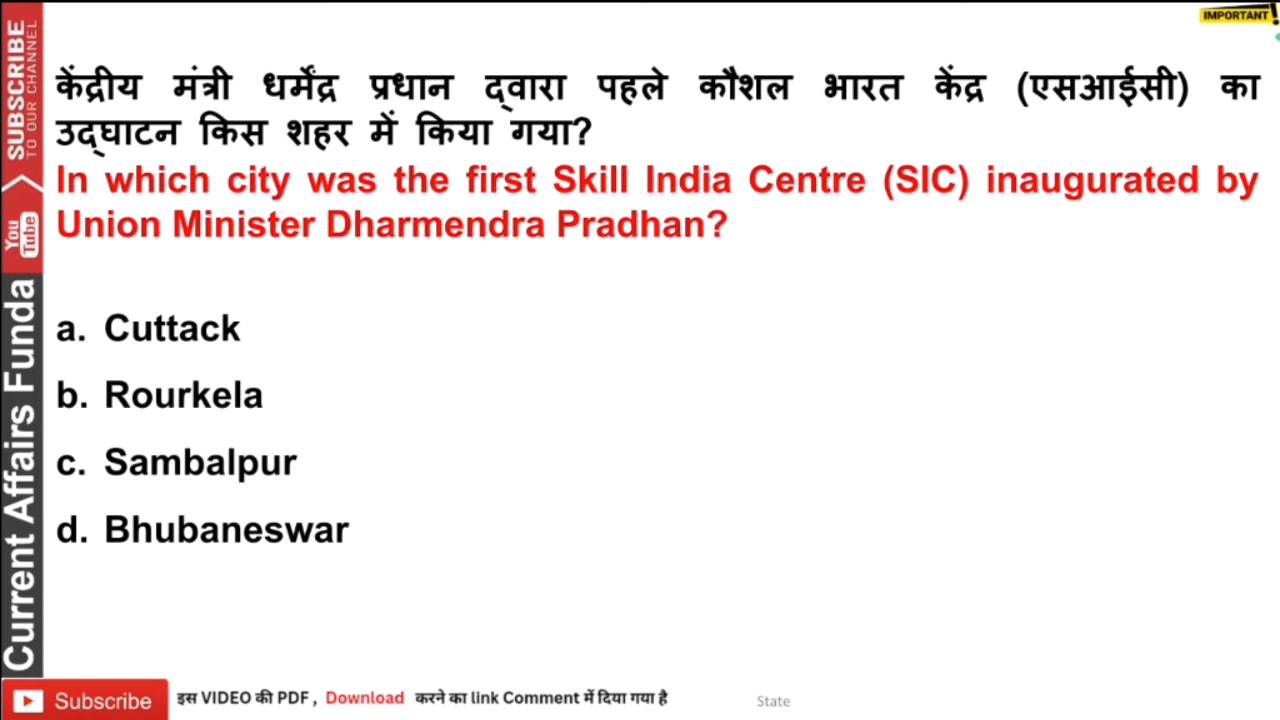 IMPORTANT!
केंद्रीय मंत्री धर्मेंद्र प्रधान द्वारा पहले कौशल भारत केंद्र (एसआईसी) का
उद्घाटन किस शहर में किया गया?
In which city was the first Skill India Centre (SIC) inaugurated by
Union Minister Dharmendra Pradhan?
a. Cuttack
b. Rourkela
c. Sambalpur
d. Bhubaneswar
SUBSCRIBE
TO OUR CHANNEL
You Tube
Current Affairs Funda
Subscribe
इस VIDEO की PDF , Download करने का link Comment में दिया गया है
State